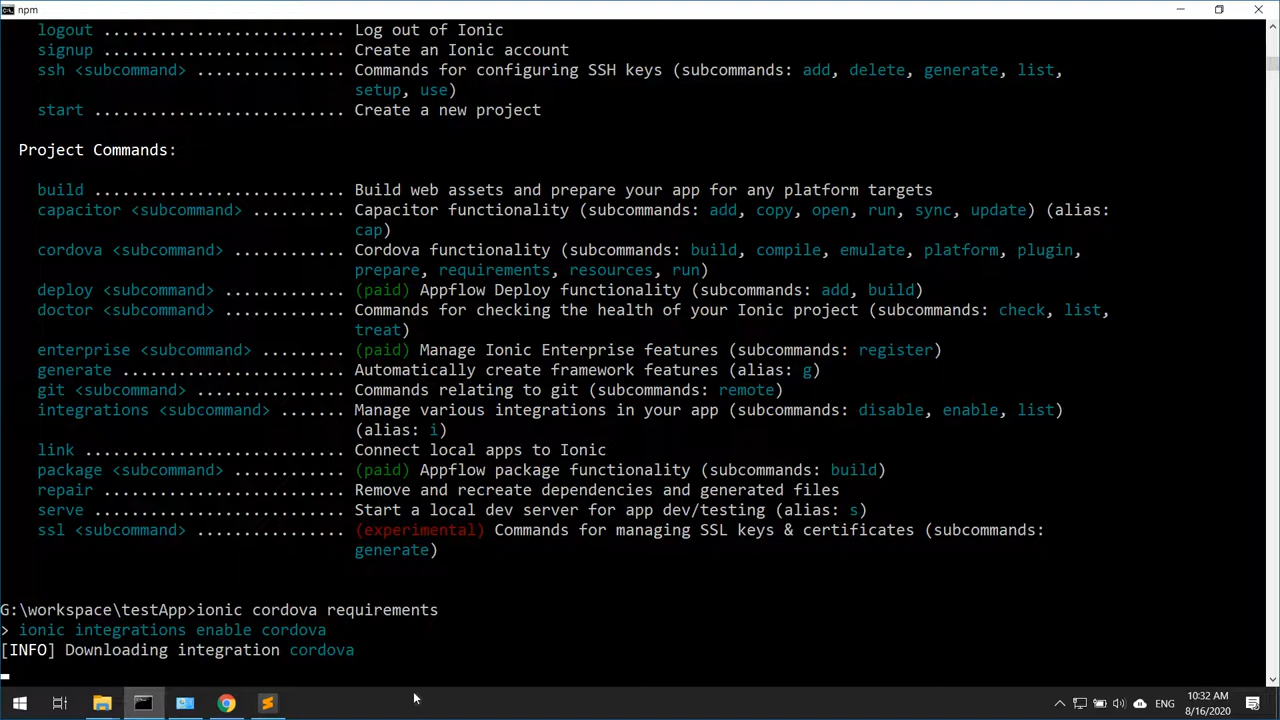 npm
logout ........................... Log out of Ionic
signup ........................... Create an Ionic account
ssh <subcommand> ................. Commands for configuring SSH keys (subcommands: add, delete, generate, list,
setup, use)
start ............................ Create a new project
Project Commands:
build ............................ Build web assets and prepare your app for any platform targets
capacitor <subcommand> ........... Capacitor functionality (subcommands: add, copy, open, run, sync, update) (alias:
cap)
cordova <subcommand> ............. Cordova functionality (subcommands: build, compile, emulate, platform, plugin,
prepare, requirements, resources, run)
deploy <subcommand> .............. (paid) Appflow Deploy functionality (subcommands: add, build)
doctor <subcommand> .............. Commands for checking the health of your Ionic project (subcommands: check, list,
treat)
enterprise <subcommand> .......... (paid) Manage Ionic Enterprise features (subcommands: register)
generate ......................... Automatically create framework features (alias: g)
git <subcommand> ................. Commands relating to git (subcommands: remote)
integrations <subcommand> ........ Manage various integrations in your app (subcommands: disable, enable, list)
(alias: i)
link ............................. Connect local apps to Ionic
package <subcommand> ............. (paid) Appflow package functionality (subcommands: build)
repair ........................... Remove and recreate dependencies and generated files
serve ............................ Start a local dev server for app dev/testing (alias: s)
ssl <subcommand> ................. (experimental) Commands for managing SSL keys & certificates (subcommands:
generate)
G:\workspace\testApp>ionic cordova requirements
> ionic integrations enable cordova
[INFO] Downloading integration cordova
ENG
10:32 AM
8/16/2020